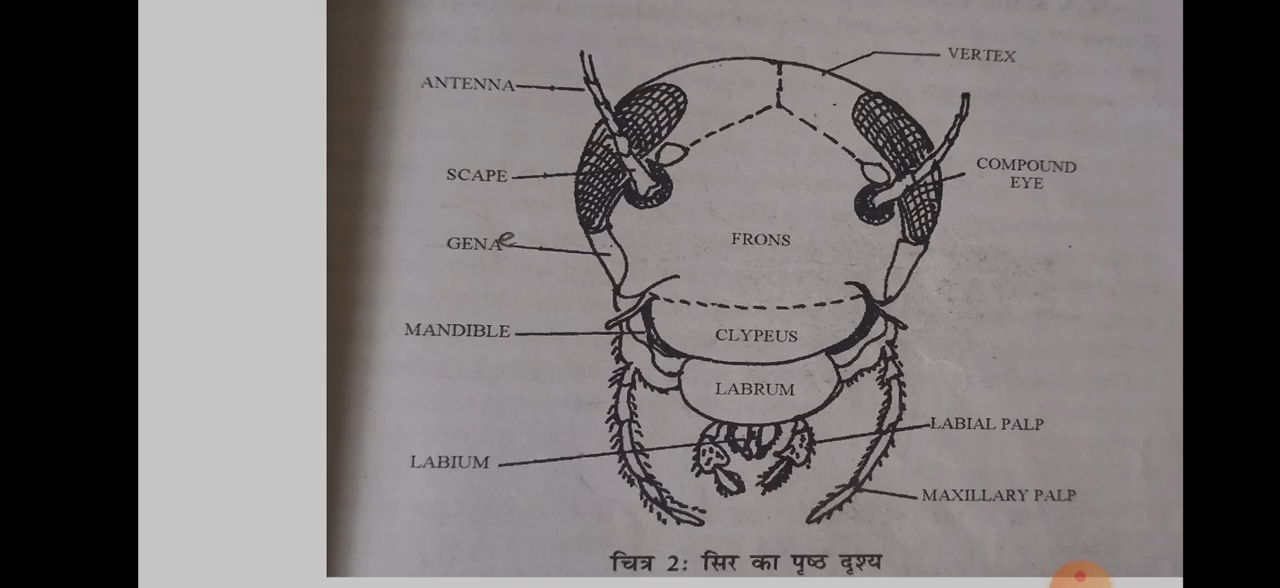 VERTEX
ANTENNA
SCAPE
COMPOUND
EYE
GENAe
FRONS
MANDIBLE
CLYPEUS
LABRUM
LABIAL PALP
LABIUM
MAXILLARY PALP
चित्र 2: सिर का पृष्ठ दृश्य